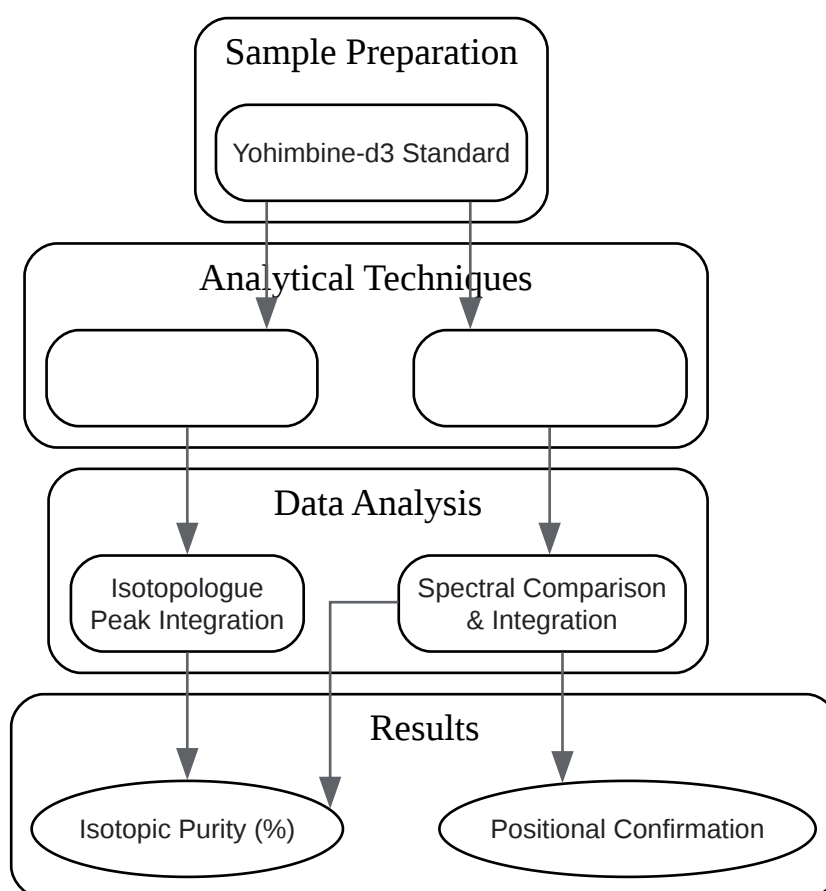 Sample Preparation
Yohimbine-d3 Standard
Analytical Techniques
Data Analysis
Isotopologue
Peak Integration
Spectral Comparison
& Integration
Results
Isotopic Purity (%)
Positional Confirmation